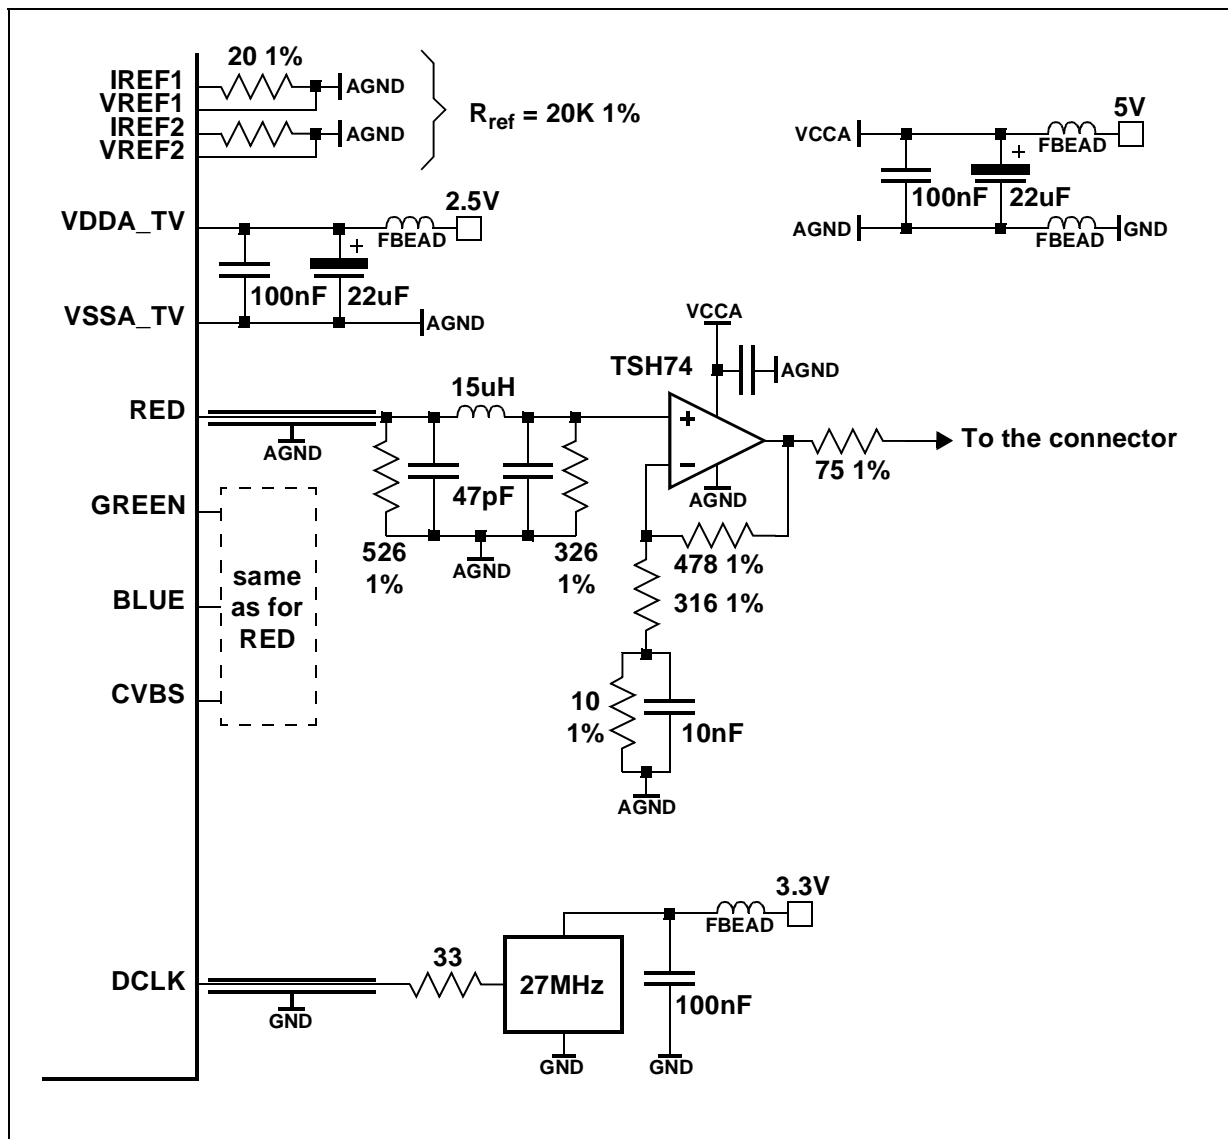 20 1%
IREF1
AGND
VREF1
IREF2
AGND
VREF2
Rref = 20K 1%
5V
VCCA
+
FBEAD
100nF
22uF
AGND
FBEAD
GND
VDDA_TV
2.5V
+
FBEAD
100nF
22uF
VSSA_TV
AGND
VCCA
TSH74
AGND
RED
15uH
AGND
+
−
To the connector
75 1%
47pF
AGND
GREEN
526
1%
AGND
326
1%
478 1%
316 1%
same
as for
RED
BLUE
CVBS
10
1%
10nF
AGND
3.3V
FBEAD
DCLK
33
27MHz
100nF
GND
GND
GND